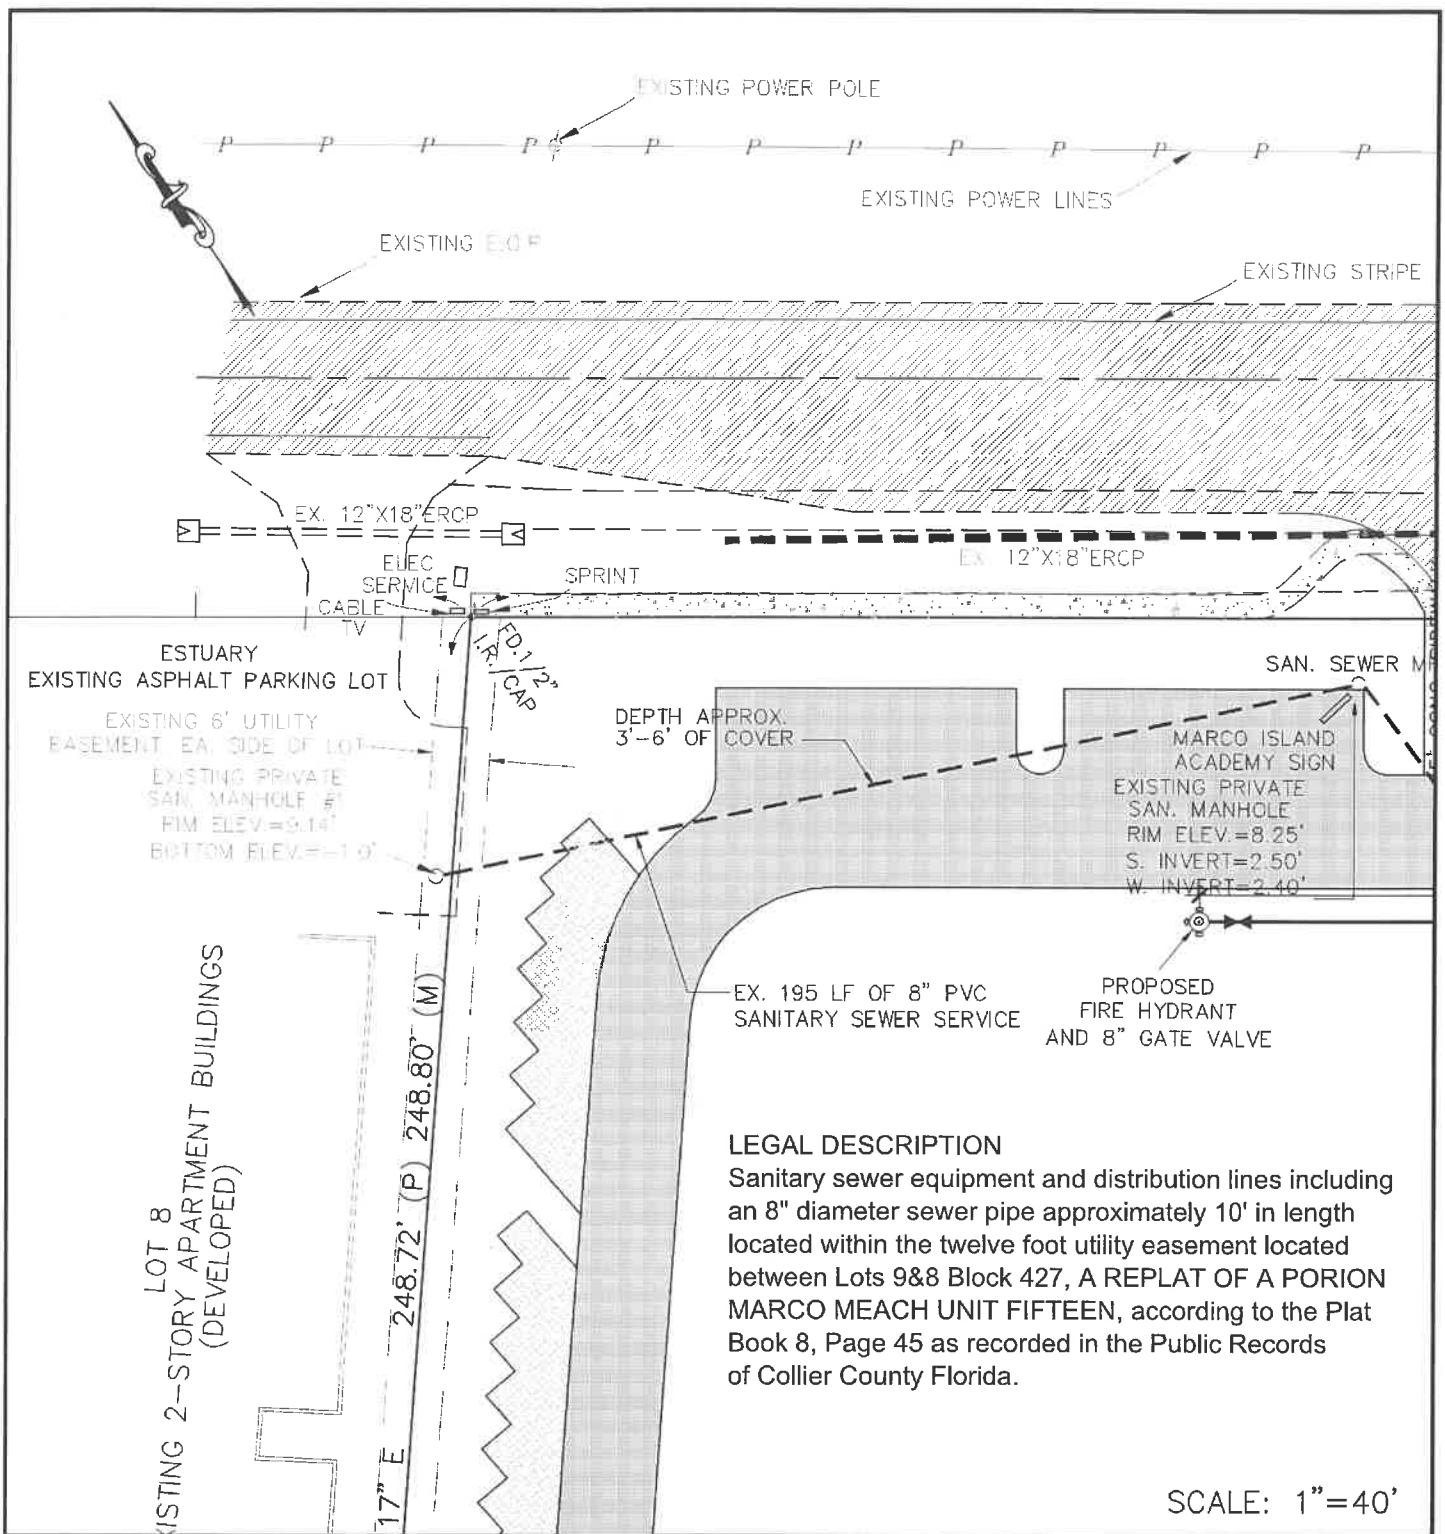 EXISTING POWER POLE
P P P P P P P P P P P P
EXISTING POWER LINES
EXISTING E.O.P.
EXISTING STRIPE
EX. 12"X18"ERCP
EX. 12"X18"ERCP
ELEC
SERVICE
SPRINT
CABLE
TV
FD.1/2"
I.R./CAP
ESTUARY
EXISTING ASPHALT PARKING LOT
SAN. SEWER
EXISTING 6' UTILITY
EASEMENT EA. SIDE OF LOT
EXISTING PRIVATE
SAN. MANHOLE #1
RIM ELEV.=9.14'
BOTTOM ELEV.=-1.0'
DEPTH APPROX.
3'-6' OF COVER
MARCO ISLAND
ACADEMY SIGN
EXISTING PRIVATE
SAN. MANHOLE
RIM ELEV.=8.25'
S. INVERT=2.50'
W. INVERT=2.40'
EX. 195 LF OF 8" PVC
SANITARY SEWER SERVICE
PROPOSED
FIRE HYDRANT
AND 8" GATE VALVE
LOT 8
XISTING 2-STORY APARTMENT BUILDINGS
(DEVELOPED)
17" E 248.72' (P) 248.80' (M)
LEGAL DESCRIPTION
Sanitary sewer equipment and distribution lines including
an 8" diameter sewer pipe approximately 10' in length
located within the twelve foot utility easement located
between Lots 9&8 Block 427, A REPLAT OF A PORION
MARCO MEACH UNIT FIFTEEN, according to the Plat
Book 8, Page 45 as recorded in the Public Records
of Collier County Florida.
SCALE: 1"=40'